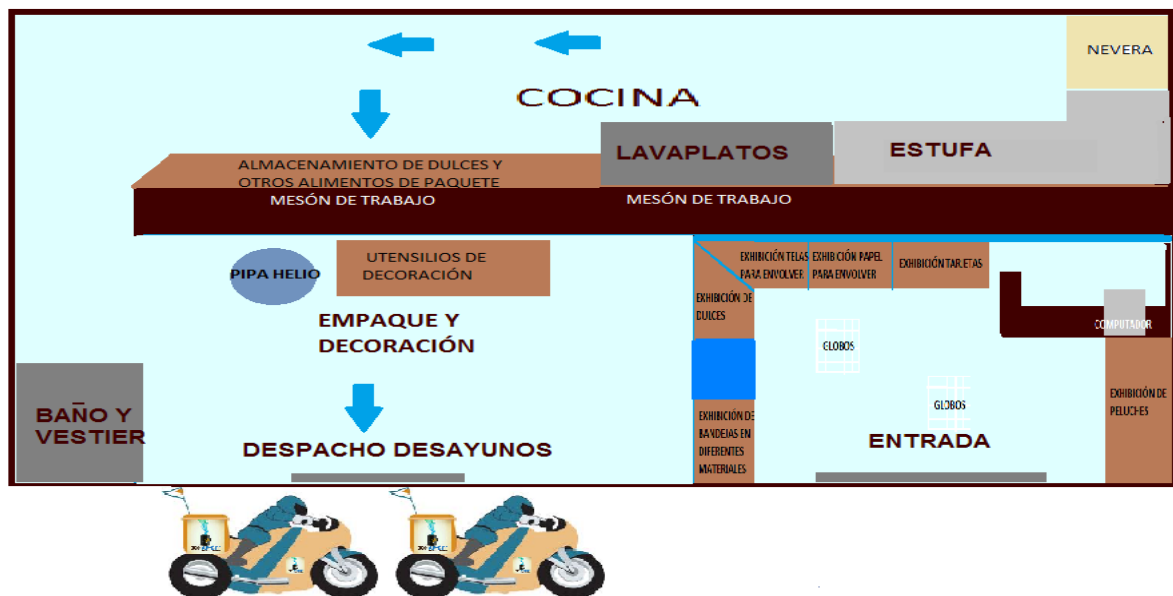 NEVERA
COCINA
LAVAPLATOS
ESTUFA
ALMACENAMIENTO DE DULCES Y
OTROS ALIMENTOS DE PAQUETE
MESÓN DE TRABAJO
MESÓN DE TRABAJO
PIPA HELIO
UTENSILIOS DE
DECORACIÓN
EMPAQUE Y
DECORACIÓN
EXHIBICIÓN TELAS
PARA ENVOLVER
EXHIBICIÓN PAPEL
PARA ENVOLVER
EXHIBICIÓN TARJETAS
EXHIBICIÓN DE
DULCES
COMPUTADOR
GLOBOS
GLOBOS
EXHIBICIÓN DE
PELUCHES
BAÑO Y
VESTIER
DESPACHO DESAYUNOS
EXHIBICIÓN DE
BANDEJAS EN
DIFERENTES
MATERIALES
ENTRADA